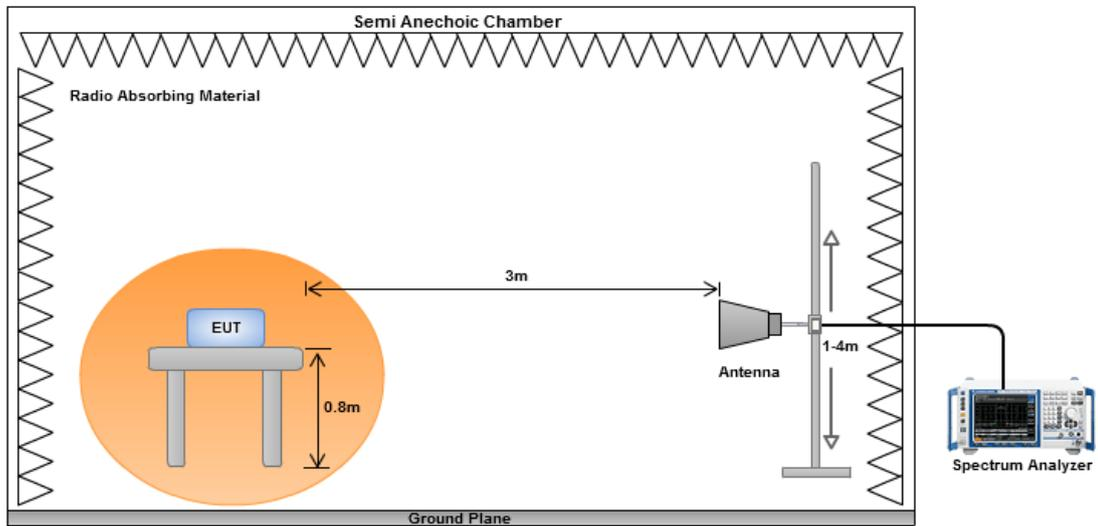 Semi Anechoic Chamber
Radio Absorbing Material
3m
EUT
1-4m
Antenna
0.8m
Spectrum Analyzer
Ground Plane